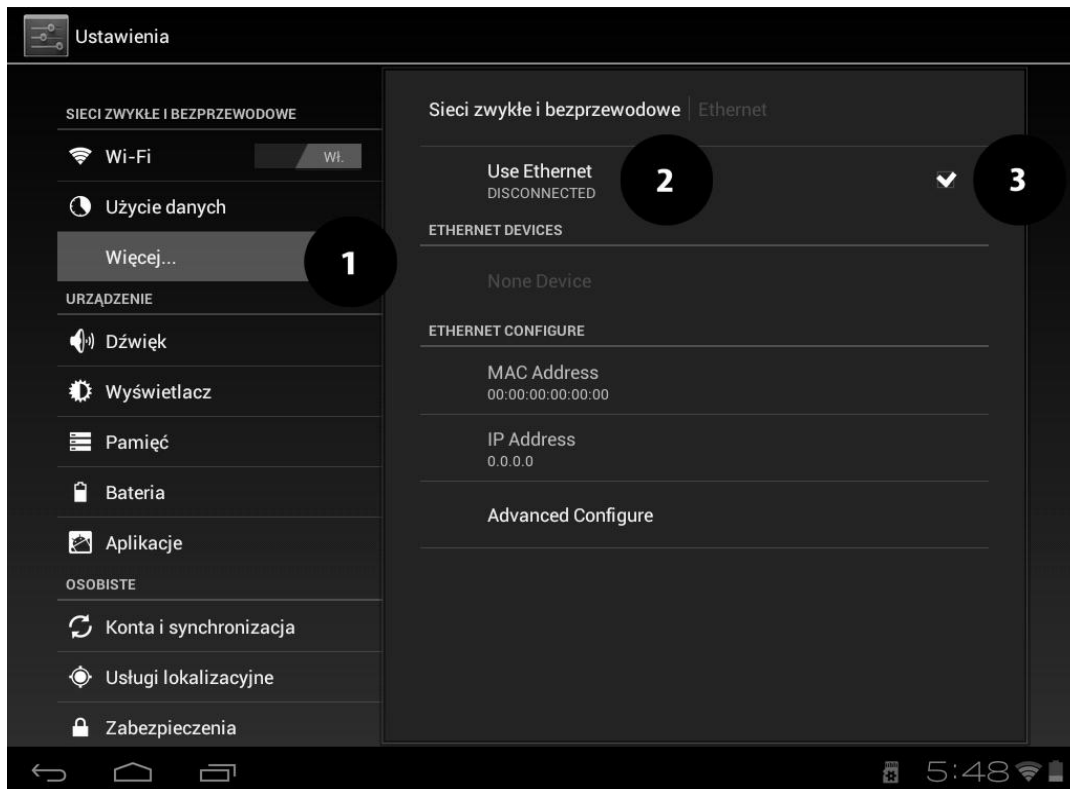 Ustawienia
SIECI ZWYKŁE I BEZPRZEWODOWE
Wi-Fi Wł.
Użycie danych
Więcej... 1
URZĄDZENIE
Dźwięk
Wyświetlacz
Pamięć
Bateria
Aplikacje
OSOBISTE
Konta i synchronizacja
Usługi lokalizacyjne
Zabezpieczenia
Sieci zwykłe i bezprzewodowe Ethernet
Use Ethernet 2 3
DISCONNECTED
ETHERNET DEVICES
None Device
ETHERNET CONFIGURE
MAC Address
00:00:00:00:00:00
IP Address
0.0.0.0
Advanced Configure
5:48